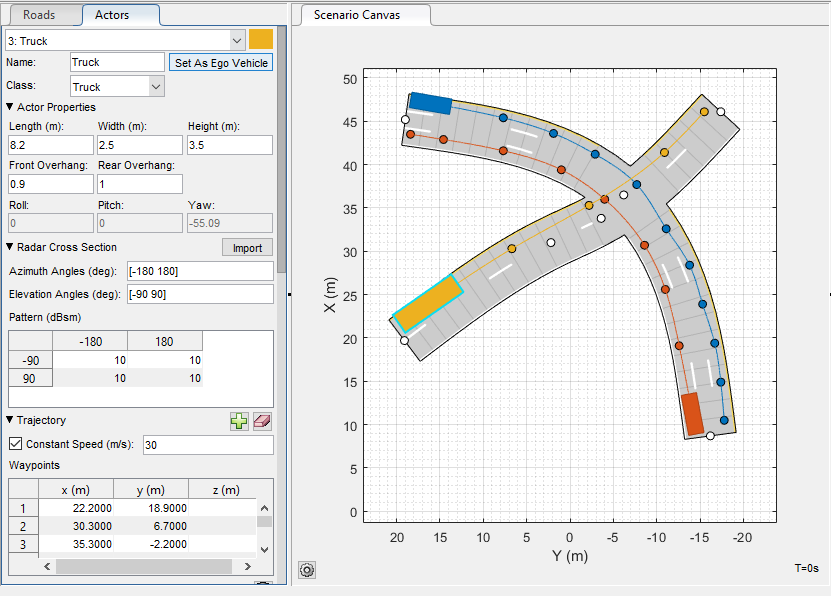 Roads Actors
3: Truck
Name: Truck Set As Ego Vehicle
Class: Truck
Actor Properties
Length (m): Width (m): Height (m):
8.2 2.5 3.5
Front Overhang: Rear Overhang:
0.9 1
Roll: Pitch: Yaw:
0 0 -55.09
Radar Cross Section Import
Azimuth Angles (deg): [-180 180]
Elevation Angles (deg): [-90 90]
Pattern (dBsm)
-180 180
-90 10 10
90 10 10
Trajectory
Constant Speed (m/s): 30
Waypoints
x (m) y (m) z (m)
1 22.2000 18.9000
2 30.3000 6.7000
3 35.3000 -2.2000
Scenario Canvas
50
45
40
35
30
25
20
15
10
5
0
X (m)
20 15 10 5 0 -5 -10 -15 -20
Y (m)
T=0s